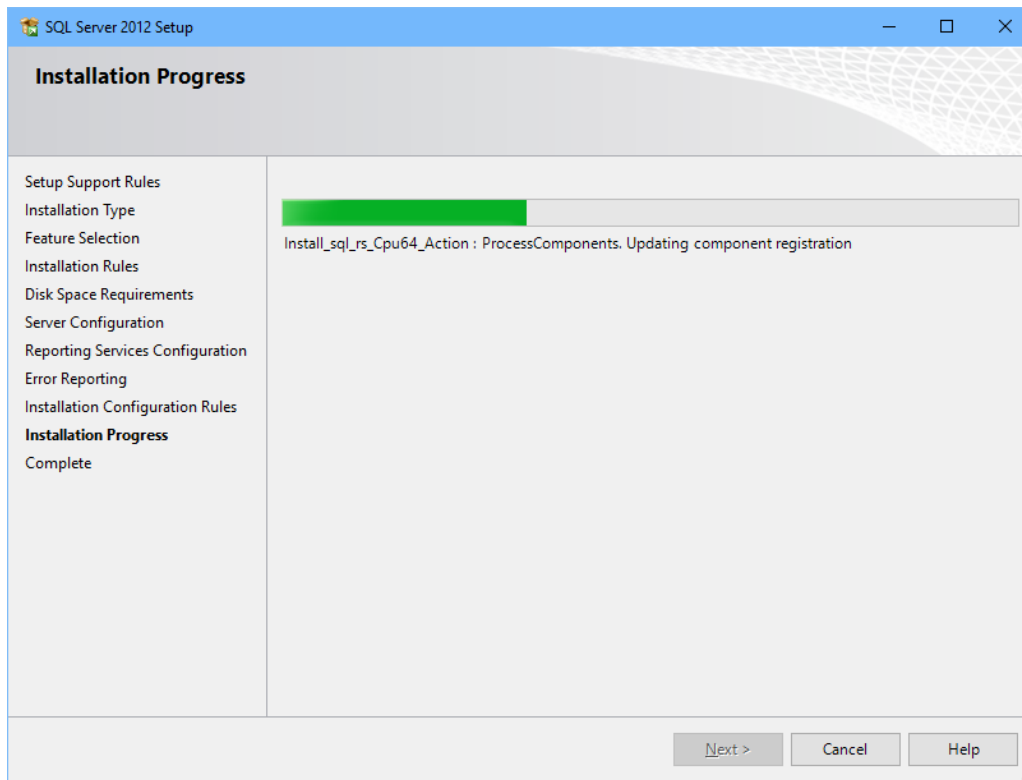 SQL Server 2012 Setup
Installation Progress
Setup Support Rules
Installation Type
Feature Selection
Installation Rules
Disk Space Requirements
Server Configuration
Reporting Services Configuration
Error Reporting
Installation Configuration Rules
Installation Progress
Complete
Install_sql_rs_Cpu64_Action : ProcessComponents. Updating component registration
Next >
Cancel
Help